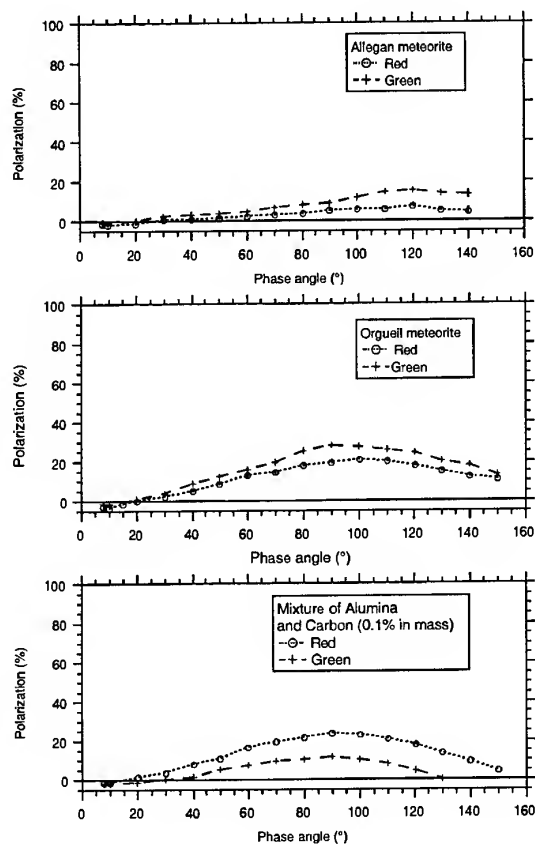 100
80
60
40
20
0
Polarization (%)
Allegan meteorite
Red
Green
0 20 40 60 80 100 120 140 160
Phase angle (°)
100
80
60
40
20
0
Polarization (%)
Orgueil meteorite
Red
Green
0 20 40 60 80 100 120 140 160
Phase angle (°)
100
80
60
40
20
0
Polarization (%)
Mixture of Alumina
and Carbon (0.1% in mass)
Red
Green
0 20 40 60 80 100 120 140 160
Phase angle (°)